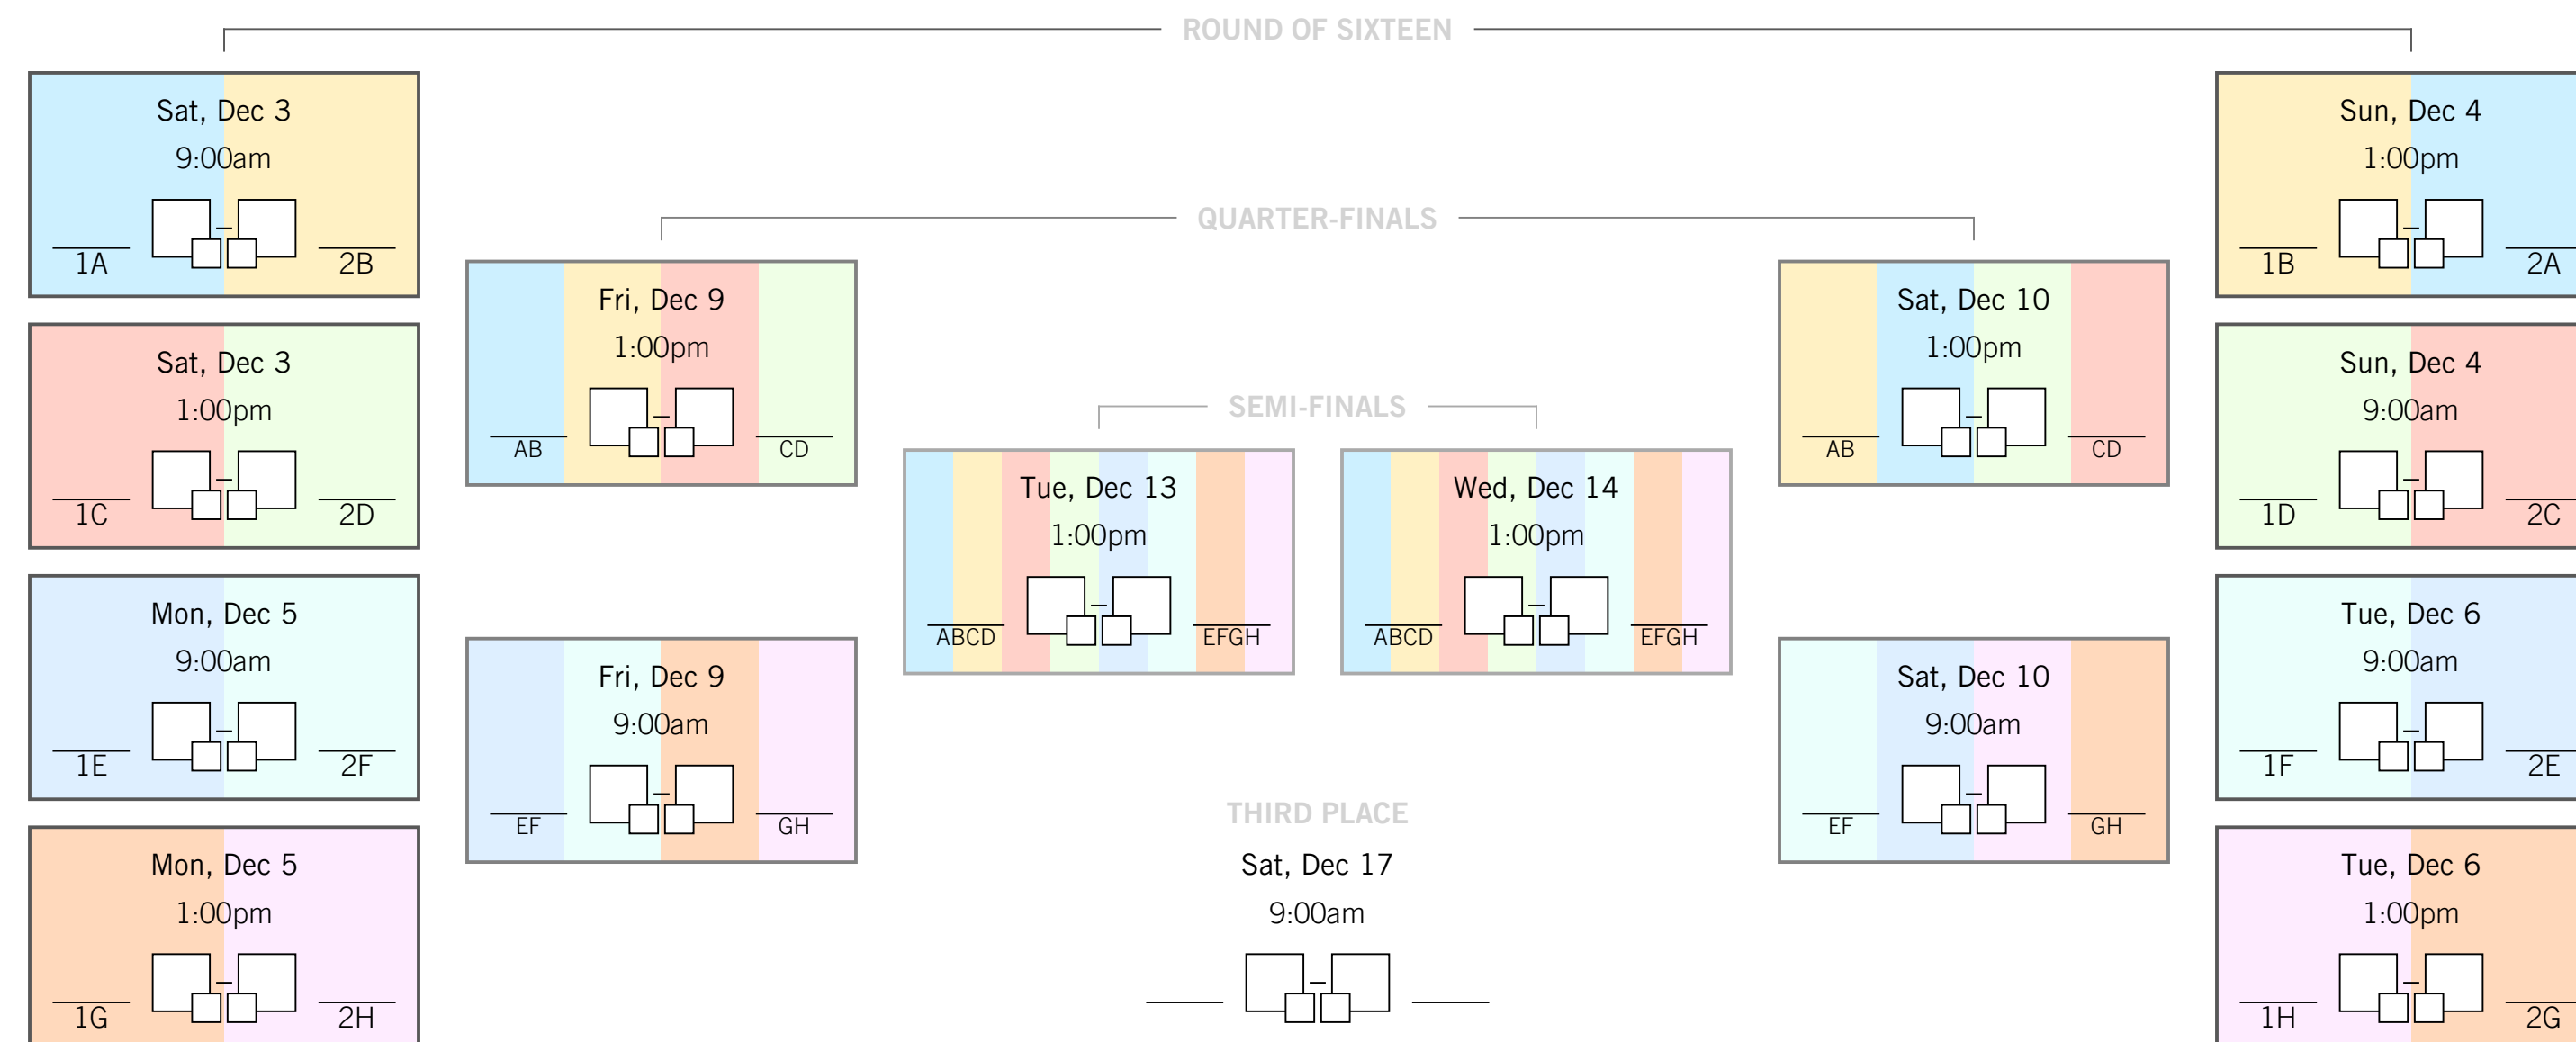 ROUND OF SIXTEEN
Sat, Dec 3
9:00am
1A – 2B
Sat, Dec 3
1:00pm
1C – 2D
Mon, Dec 5
9:00am
1E – 2F
Mon, Dec 5
1:00pm
1G – 2H
QUARTER-FINALS
Fri, Dec 9
1:00pm
AB – CD
Fri, Dec 9
9:00am
EF – GH
SEMI-FINALS
Tue, Dec 13
1:00pm
ABCD – EFGH
Wed, Dec 14
1:00pm
ABCD – EFGH
THIRD PLACE
Sat, Dec 17
9:00am
–
Sat, Dec 10
1:00pm
AB – CD
Sat, Dec 10
9:00am
EF – GH
Sun, Dec 4
1:00pm
1B – 2A
Sun, Dec 4
9:00am
1D – 2C
Tue, Dec 6
9:00am
1F – 2E
Tue, Dec 6
1:00pm
1H – 2G